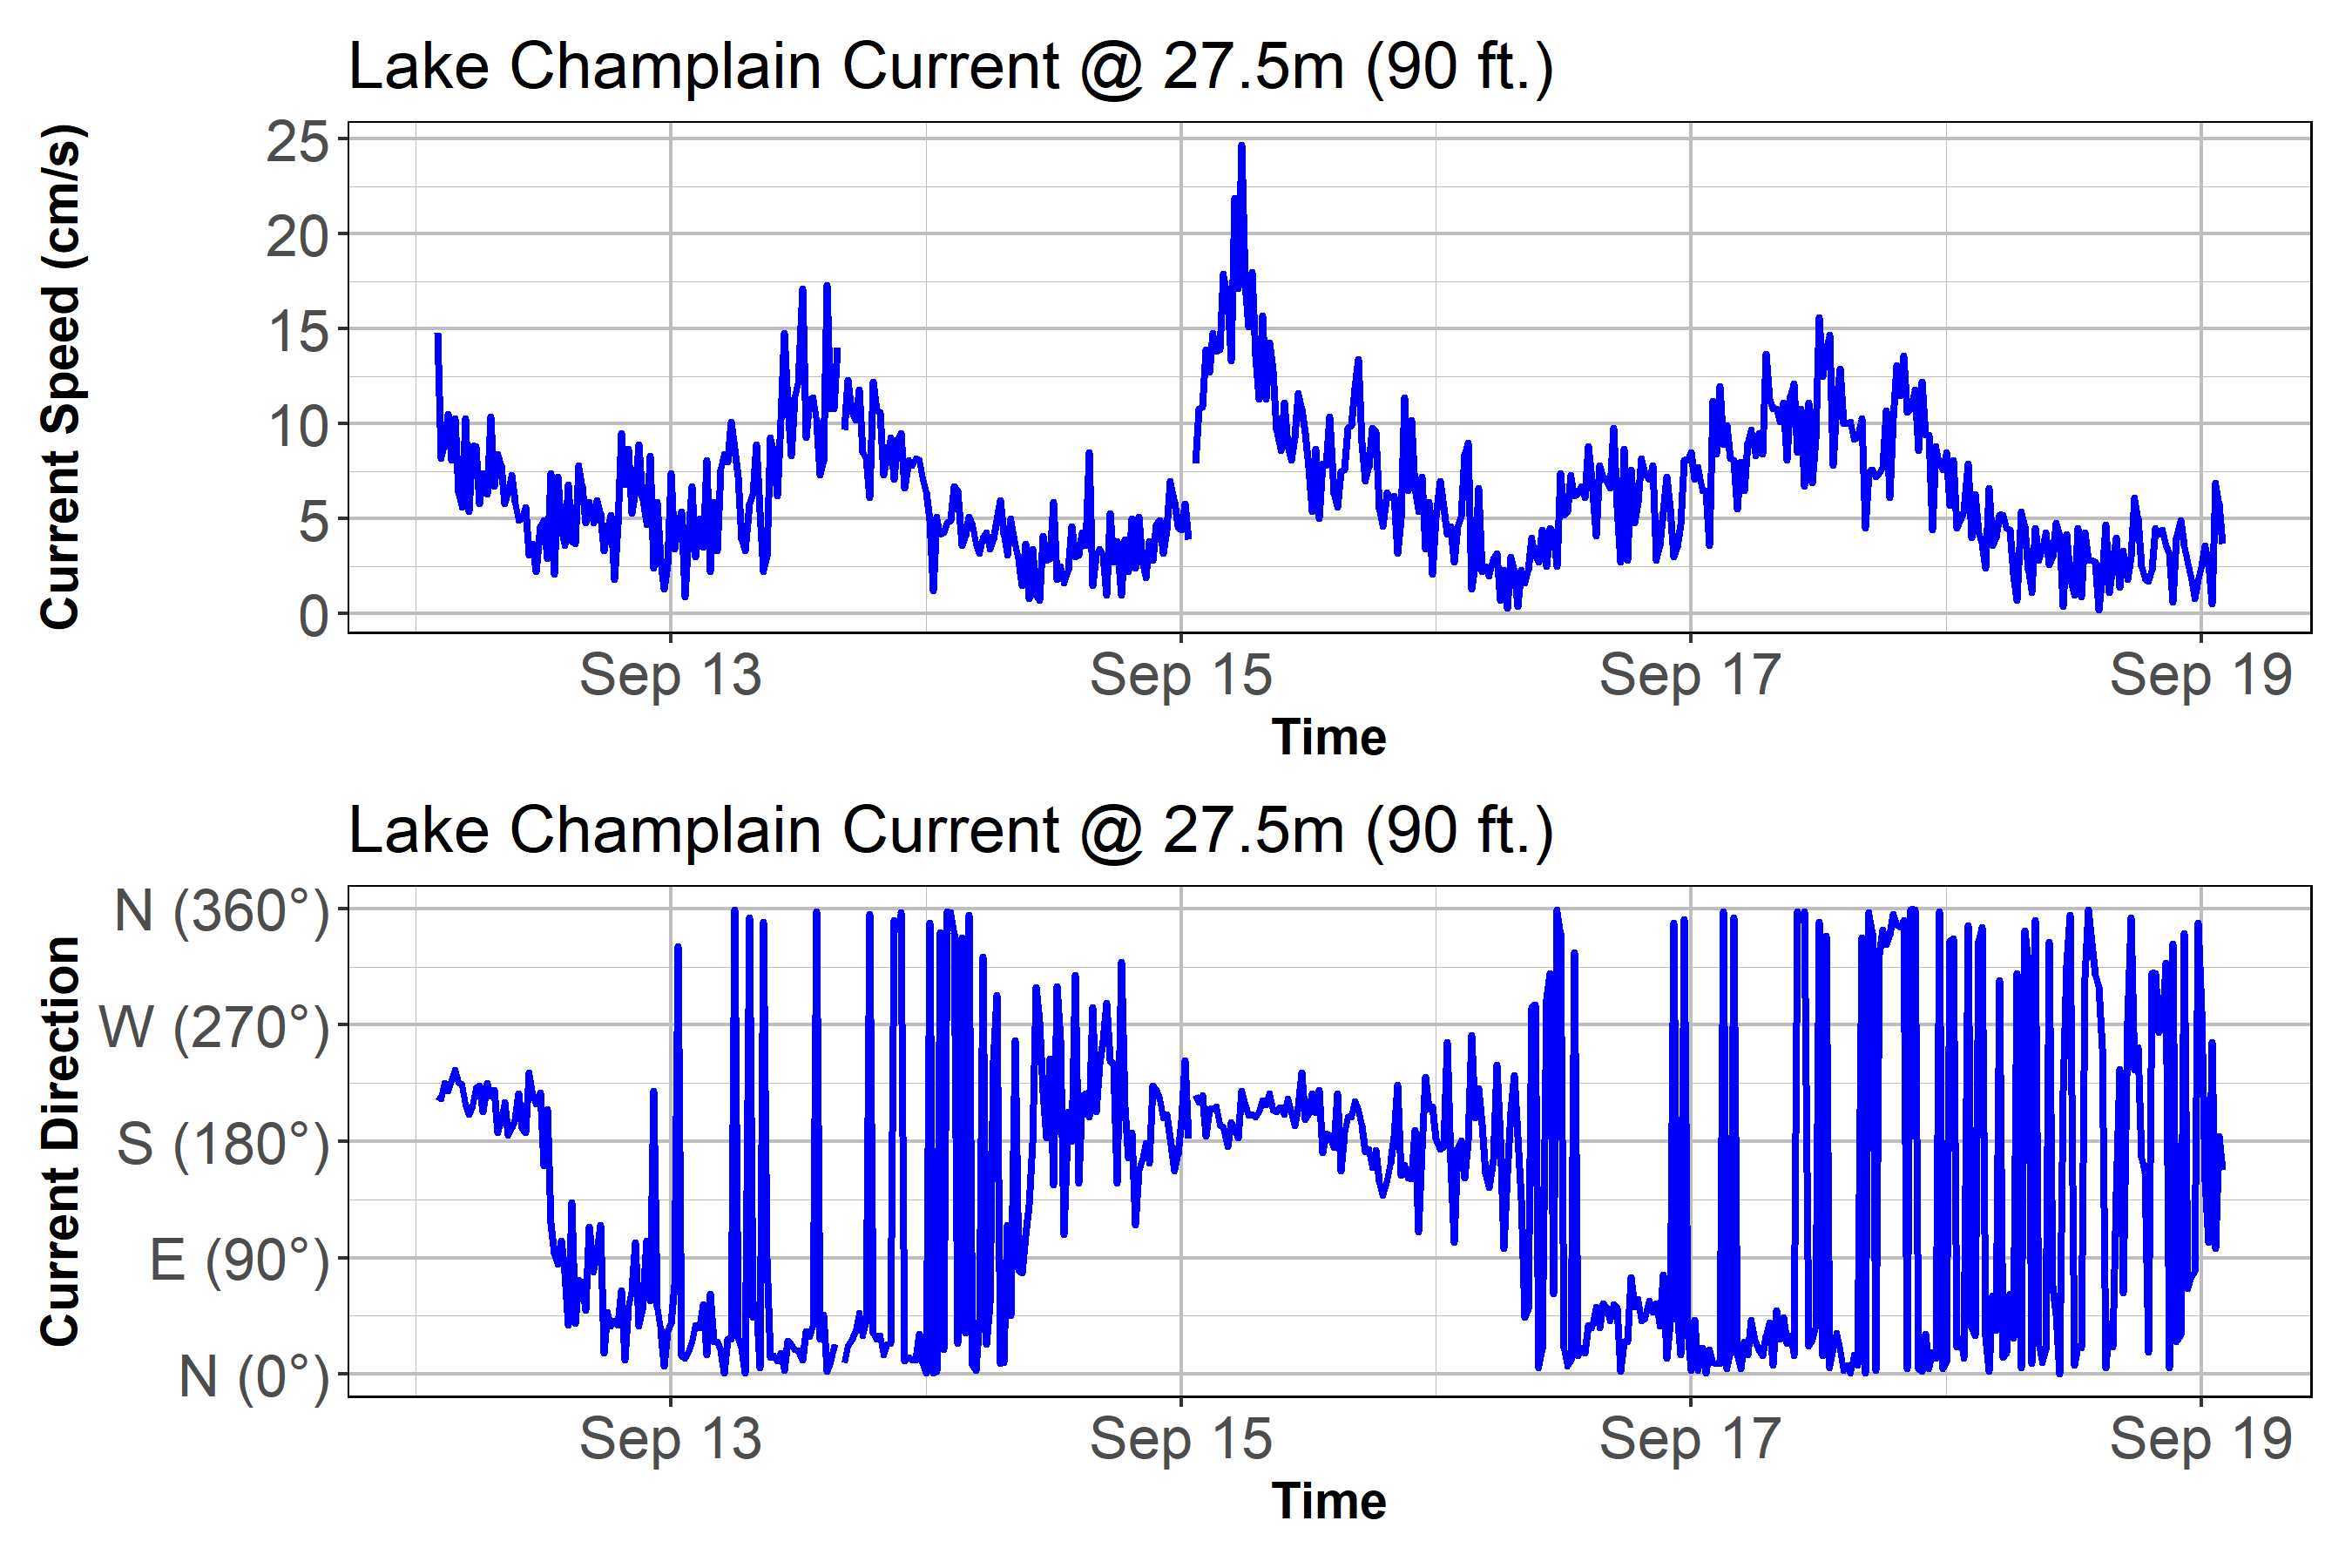 Lake Champlain Current @ 27.5m (90 ft.)
Current Speed (cm/s)
25
20
15
10
5
0
Sep 13 Sep 15 Sep 17 Sep 19
Time
Lake Champlain Current @ 27.5m (90 ft.)
Current Direction
N (360°)
W (270°)
S (180°)
E (90°)
N (0°)
Sep 13 Sep 15 Sep 17 Sep 19
Time